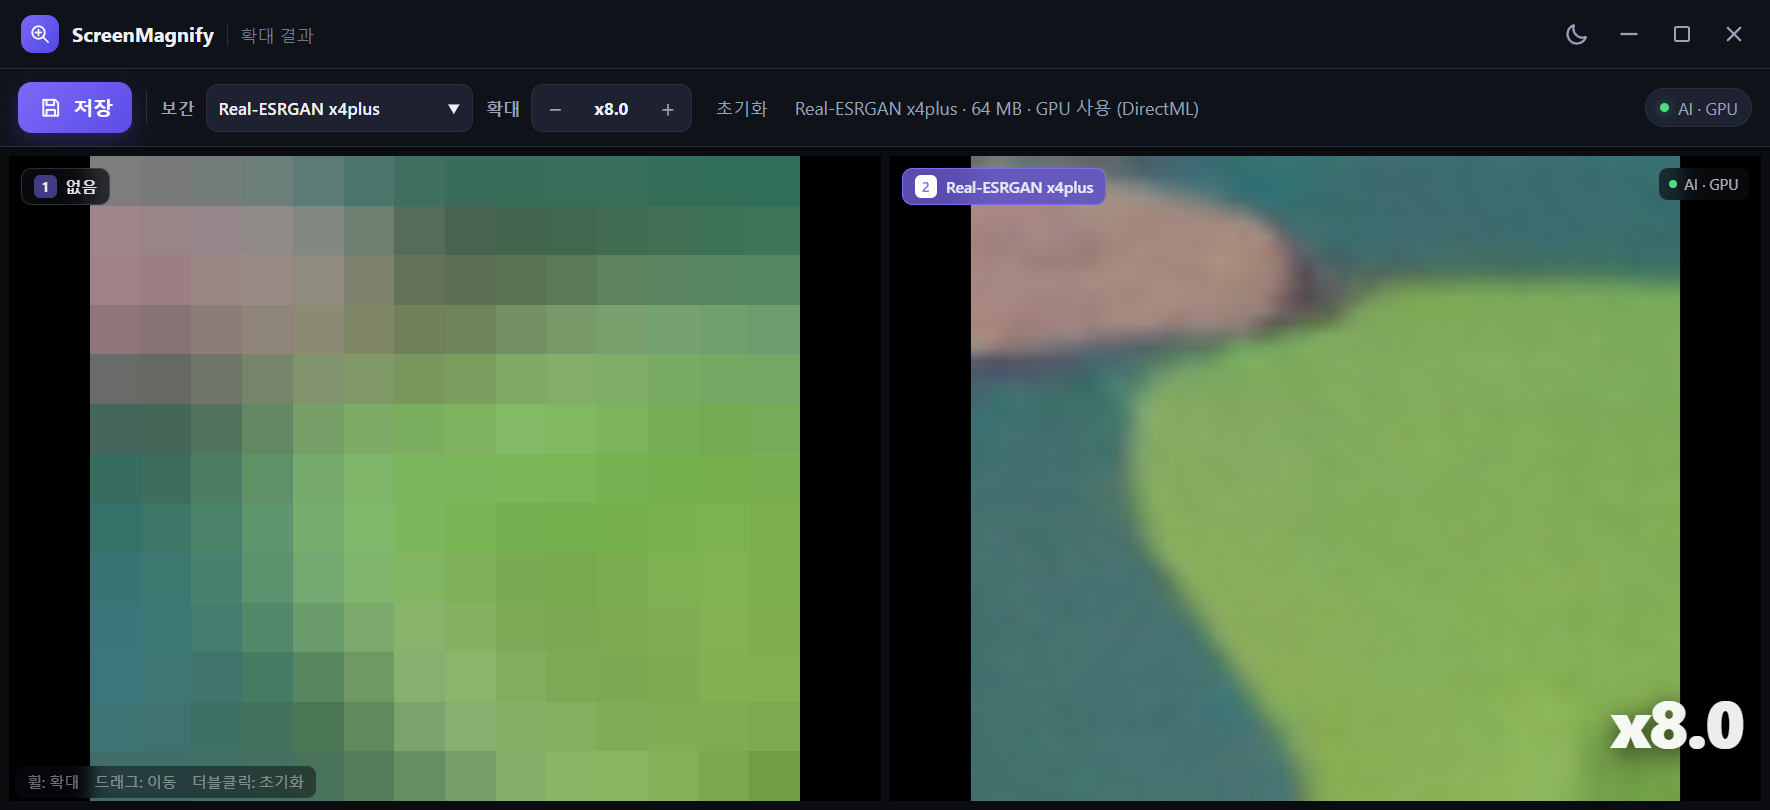 ScreenMagnify 확대 결과
저장 보간 Real-ESRGAN x4plus ▼ 확대 − x8.0 + 초기화 Real-ESRGAN x4plus · 64 MB · GPU 사용 (DirectML) AI · GPU
1 없음
2 Real-ESRGAN x4plus
AI · GPU
x8.0
휠: 확대 드래그: 이동 더블클릭: 초기화